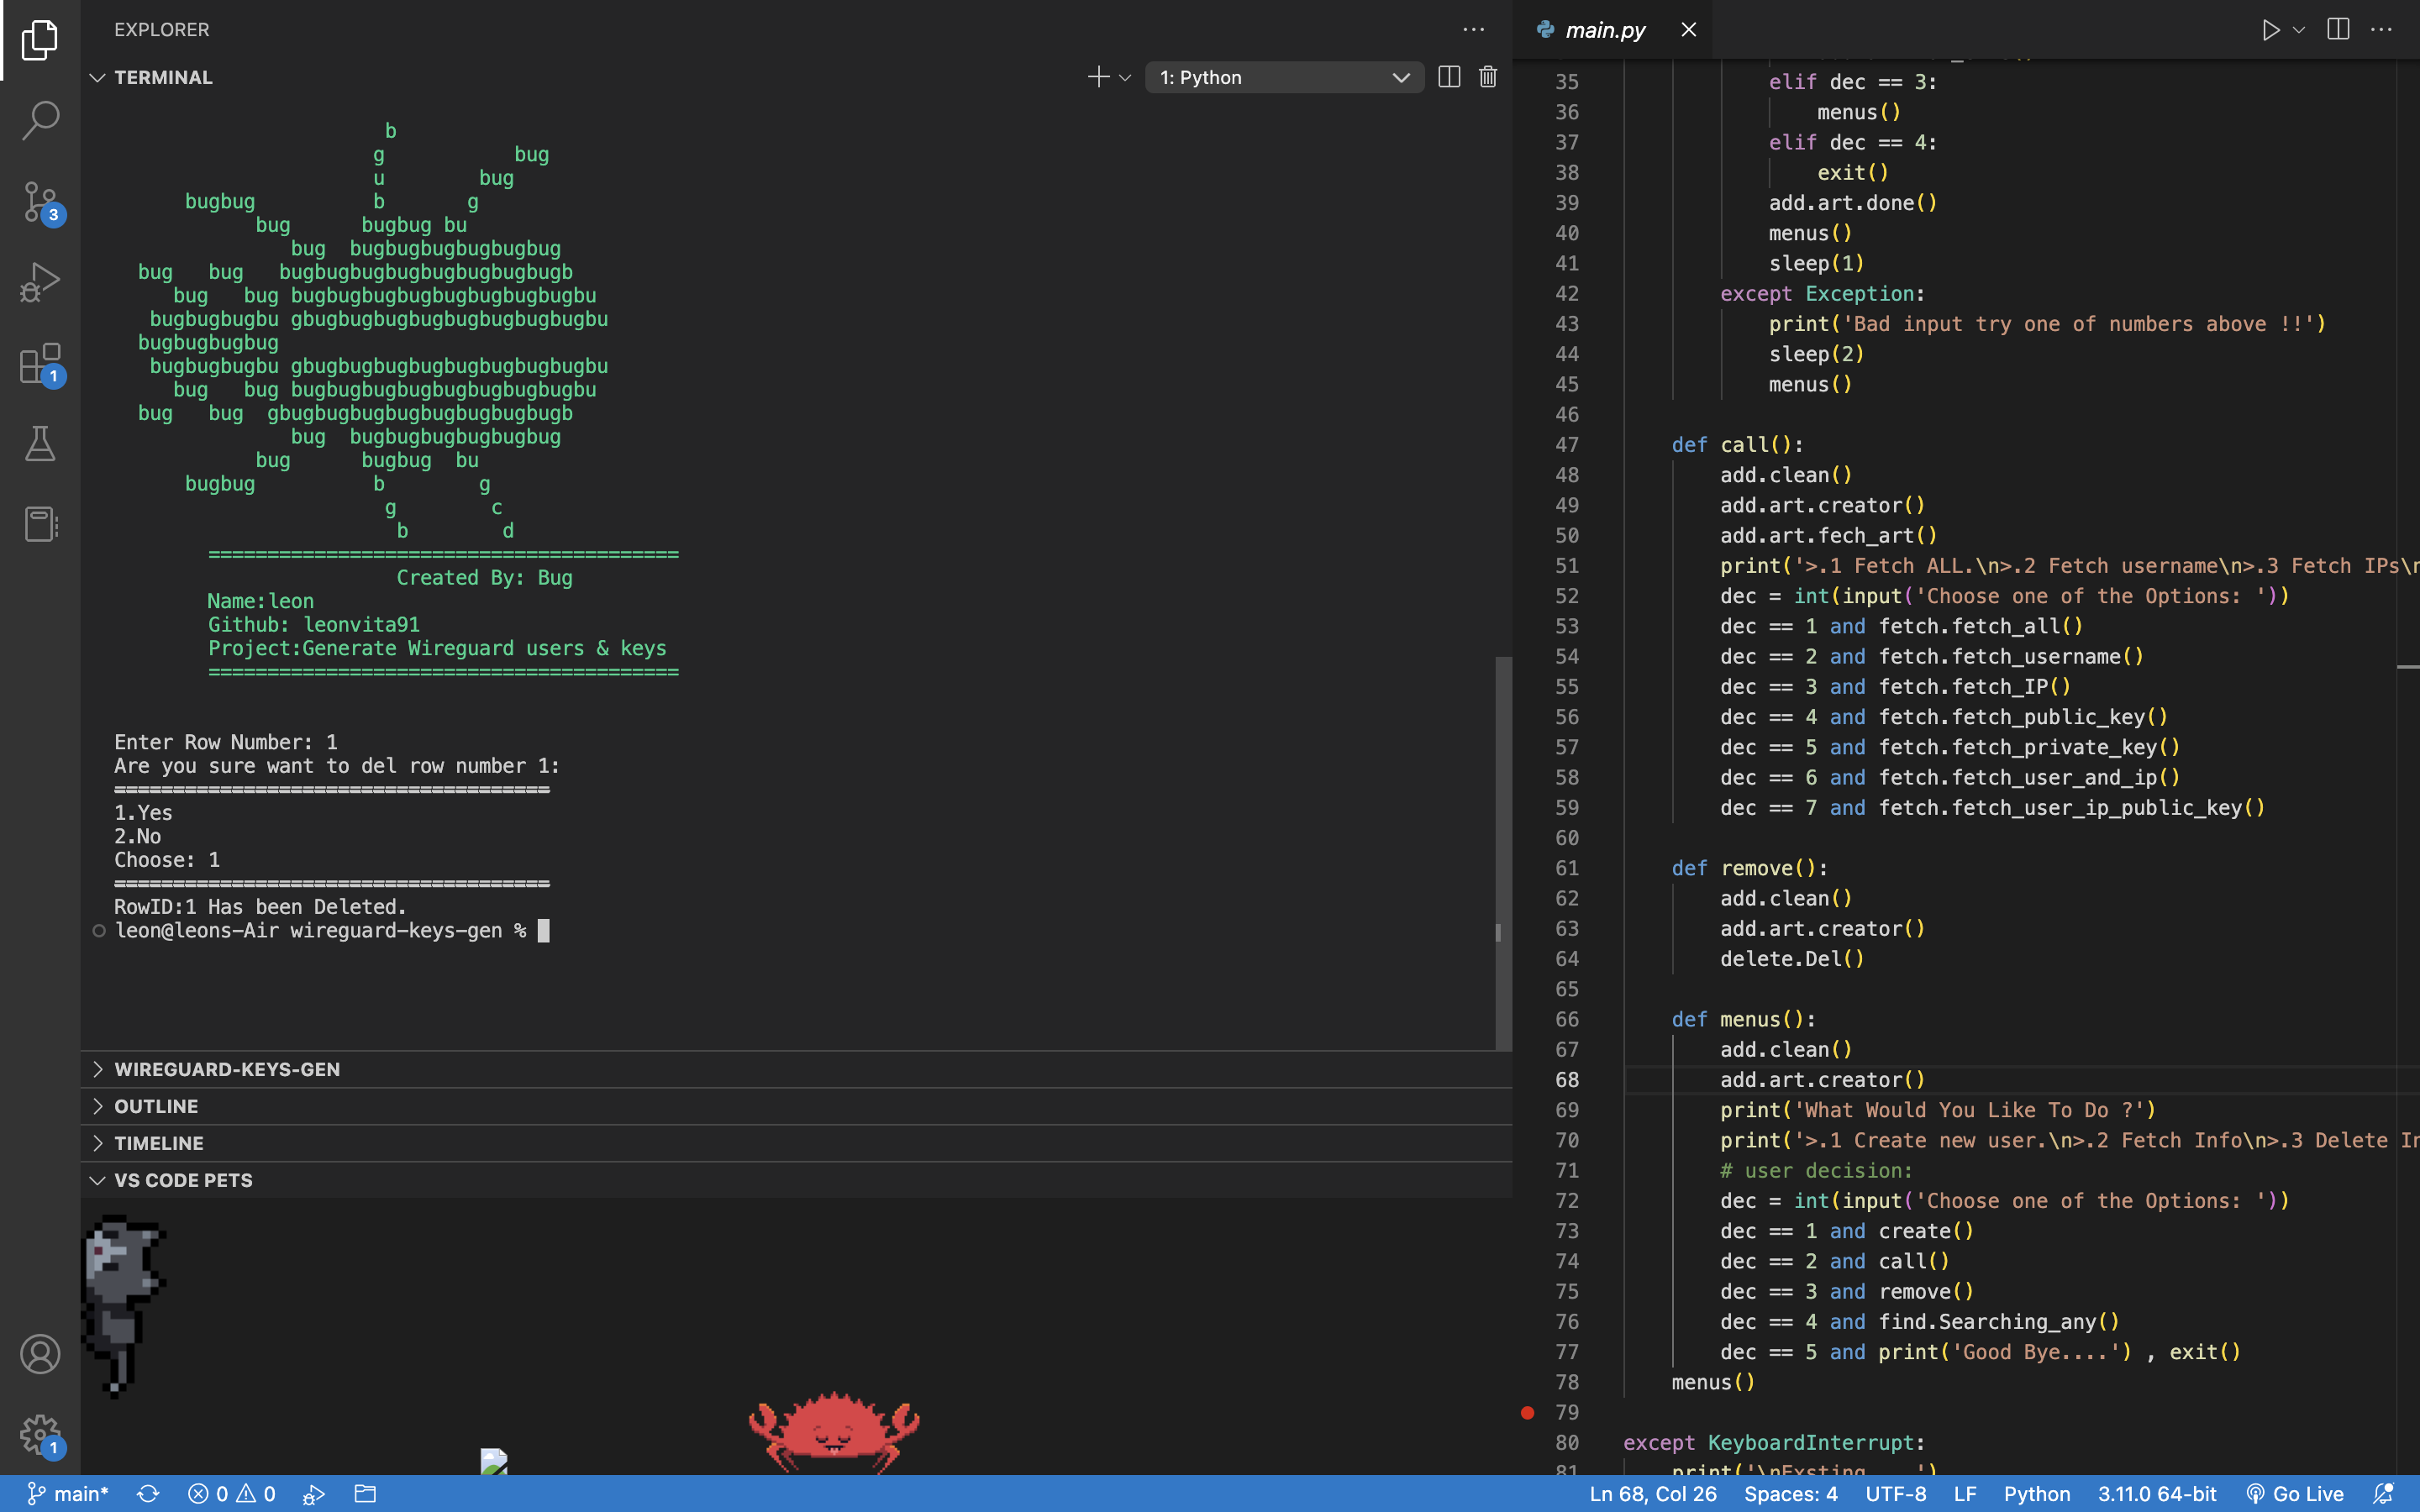 EXPLORER
TERMINAL
1: Python
b
g bug
u bug
bugbug b g
bug bugbug bu
bug bugbugbugbugbugbug
bug bug bugbugbugbugbugbugbugbugb
bug bug bugbugbugbugbugbugbugbugbu
bugbugbugbu gbugbugbugbugbugbugbugbugbu
bugbugbugbug
bugbugbugbu gbugbugbugbugbugbugbugbugbu
bug bug bugbugbugbugbugbugbugbugbu
bug bug gbugbugbugbugbugbugbugbugb
bug bugbugbugbugbugbug
bug bugbug bu
bugbug b g
g c
b d
========================================
Created By: Bug
Name:leon
Github: leonvita91
Project:Generate Wireguard users & keys
========================================
Enter Row Number: 1
Are you sure want to del row number 1:
=====================================
1.Yes
2.No
Choose: 1
=====================================
RowID:1 Has been Deleted.
leon@leons-Air wireguard-keys-gen %
WIREGUARD-KEYS-GEN
OUTLINE
TIMELINE
VS CODE PETS
3
1
1
main.py
35 elif dec == 3:
36 menus()
37 elif dec == 4:
38 exit()
39 add.art.done()
40 menus()
41 sleep(1)
42 except Exception:
43 print('Bad input try one of numbers above !!')
44 sleep(2)
45 menus()
46
47 def call():
48 add.clean()
49 add.art.creator()
50 add.art.fech_art()
51 print('>.1 Fetch ALL.\n>.2 Fetch username\n>.3 Fetch IPs\n
52 dec = int(input('Choose one of the Options: '))
53 dec == 1 and fetch.fetch_all()
54 dec == 2 and fetch.fetch_username()
55 dec == 3 and fetch.fetch_IP()
56 dec == 4 and fetch.fetch_public_key()
57 dec == 5 and fetch.fetch_private_key()
58 dec == 6 and fetch.fetch_user_and_ip()
59 dec == 7 and fetch.fetch_user_ip_public_key()
60
61 def remove():
62 add.clean()
63 add.art.creator()
64 delete.Del()
65
66 def menus():
67 add.clean()
68 add.art.creator()
69 print('What Would You Like To Do ?')
70 print('>.1 Create new user.\n>.2 Fetch Info\n>.3 Delete In
71 # user decision:
72 dec = int(input('Choose one of the Options: '))
73 dec == 1 and create()
74 dec == 2 and call()
75 dec == 3 and remove()
76 dec == 4 and find.Searching_any()
77 dec == 5 and print('Good Bye....') , exit()
78 menus()
79
80 except KeyboardInterrupt:
81 print('\nExsting....')
main* 0 0 Ln 68, Col 26 Spaces: 4 UTF-8 LF Python 3.11.0 64-bit Go Live